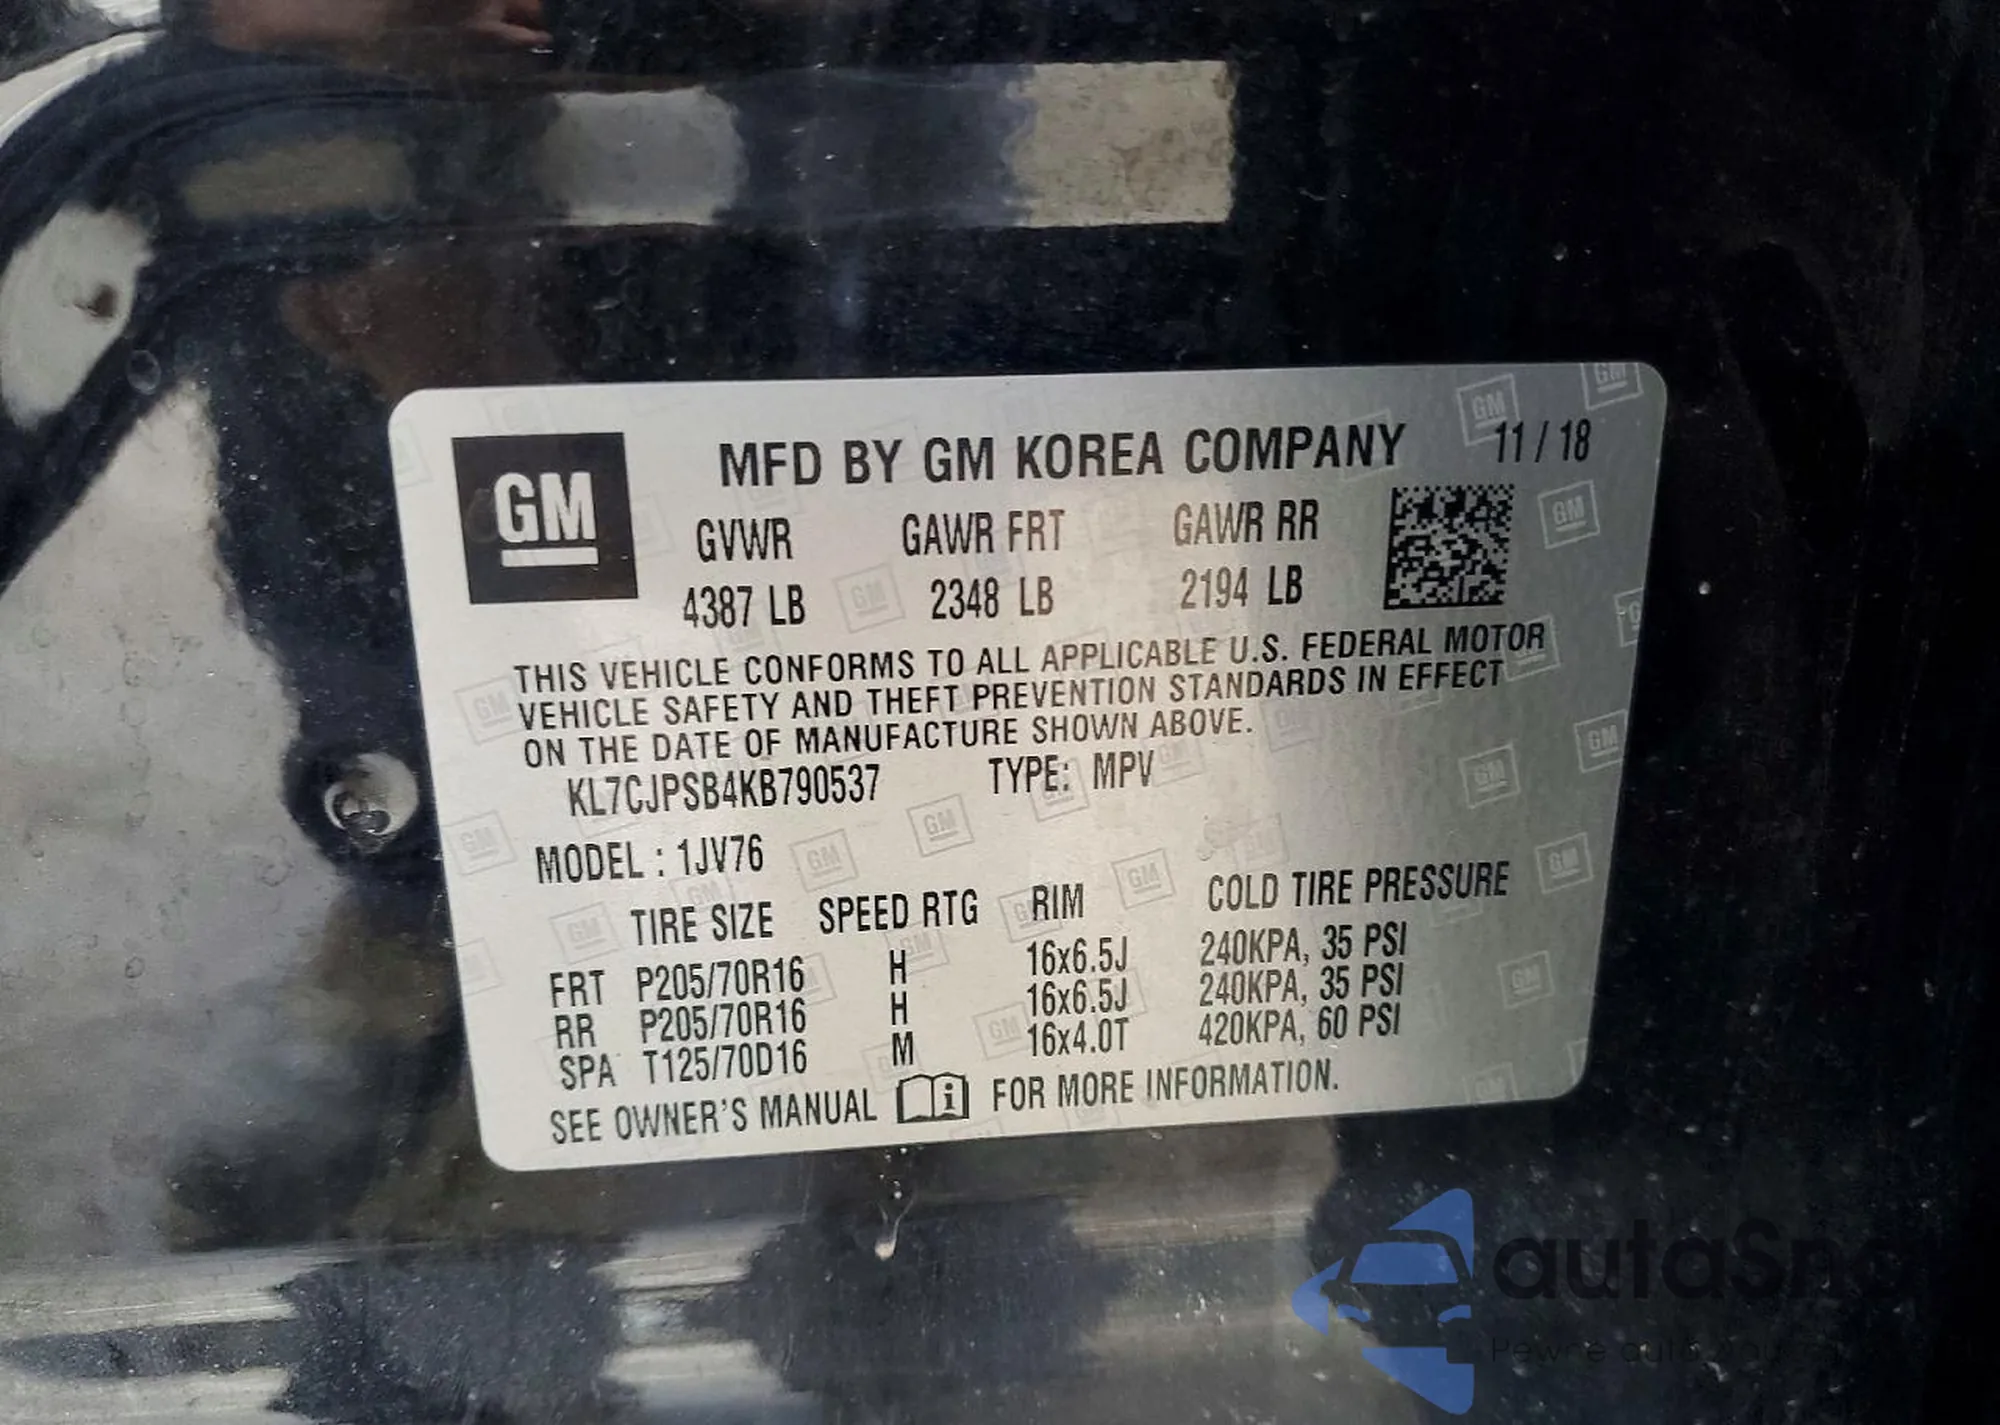 GM
MFD BY GM KOREA COMPANY 11 / 18
GVWR GAWR FRT GAWR RR
4387 LB 2348 LB 2194 LB
THIS VEHICLE CONFORMS TO ALL APPLICABLE U.S. FEDERAL MOTOR
VEHICLE SAFETY AND THEFT PREVENTION STANDARDS IN EFFECT
ON THE DATE OF MANUFACTURE SHOWN ABOVE.
KL7CJPSB4KB790537 TYPE: MPV
MODEL : 1JV76
TIRE SIZE SPEED RTG RIM COLD TIRE PRESSURE
FRT P205/70R16 H 16x6.5J 240KPA, 35 PSI
RR P205/70R16 H 16x6.5J 240KPA, 35 PSI
SPA T125/70D16 M 16x4.0T 420KPA, 60 PSI
SEE OWNER'S MANUAL i FOR MORE INFORMATION.